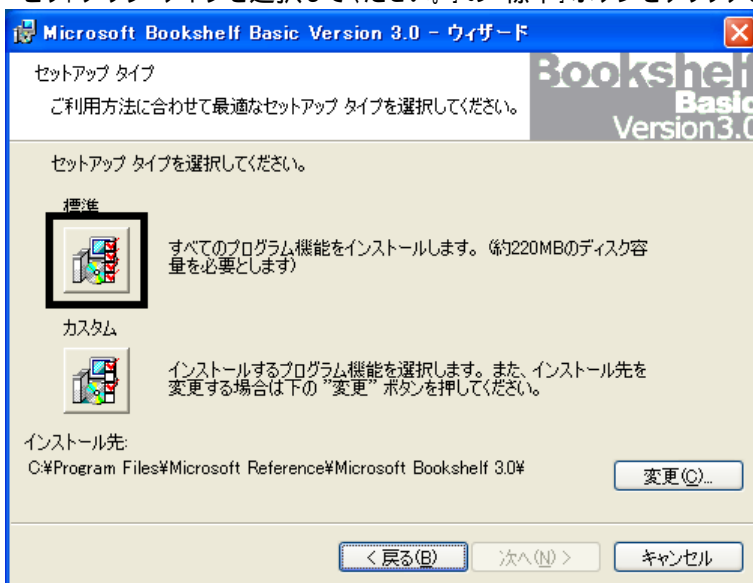 Microsoft Bookshelf Basic Version 3.0 - ウィザード
セットアップ タイプ
ご利用方法に合わせて最適なセットアップ タイプを選択してください。
Bookshelf
Basic
Version3.0
セットアップ タイプを選択してください。
標準
すべてのプログラム機能をインストールします。(約220MBのディスク容
量を必要とします)
カスタム
インストールするプログラム機能を選択します。また、インストール先を
変更する場合は下の "変更" ボタンを押してください。
インストール先:
C:¥Program Files¥Microsoft Reference¥Microsoft Bookshelf 3.0¥
変更(C)...
< 戻る(B)
次へ(N) >
キャンセル